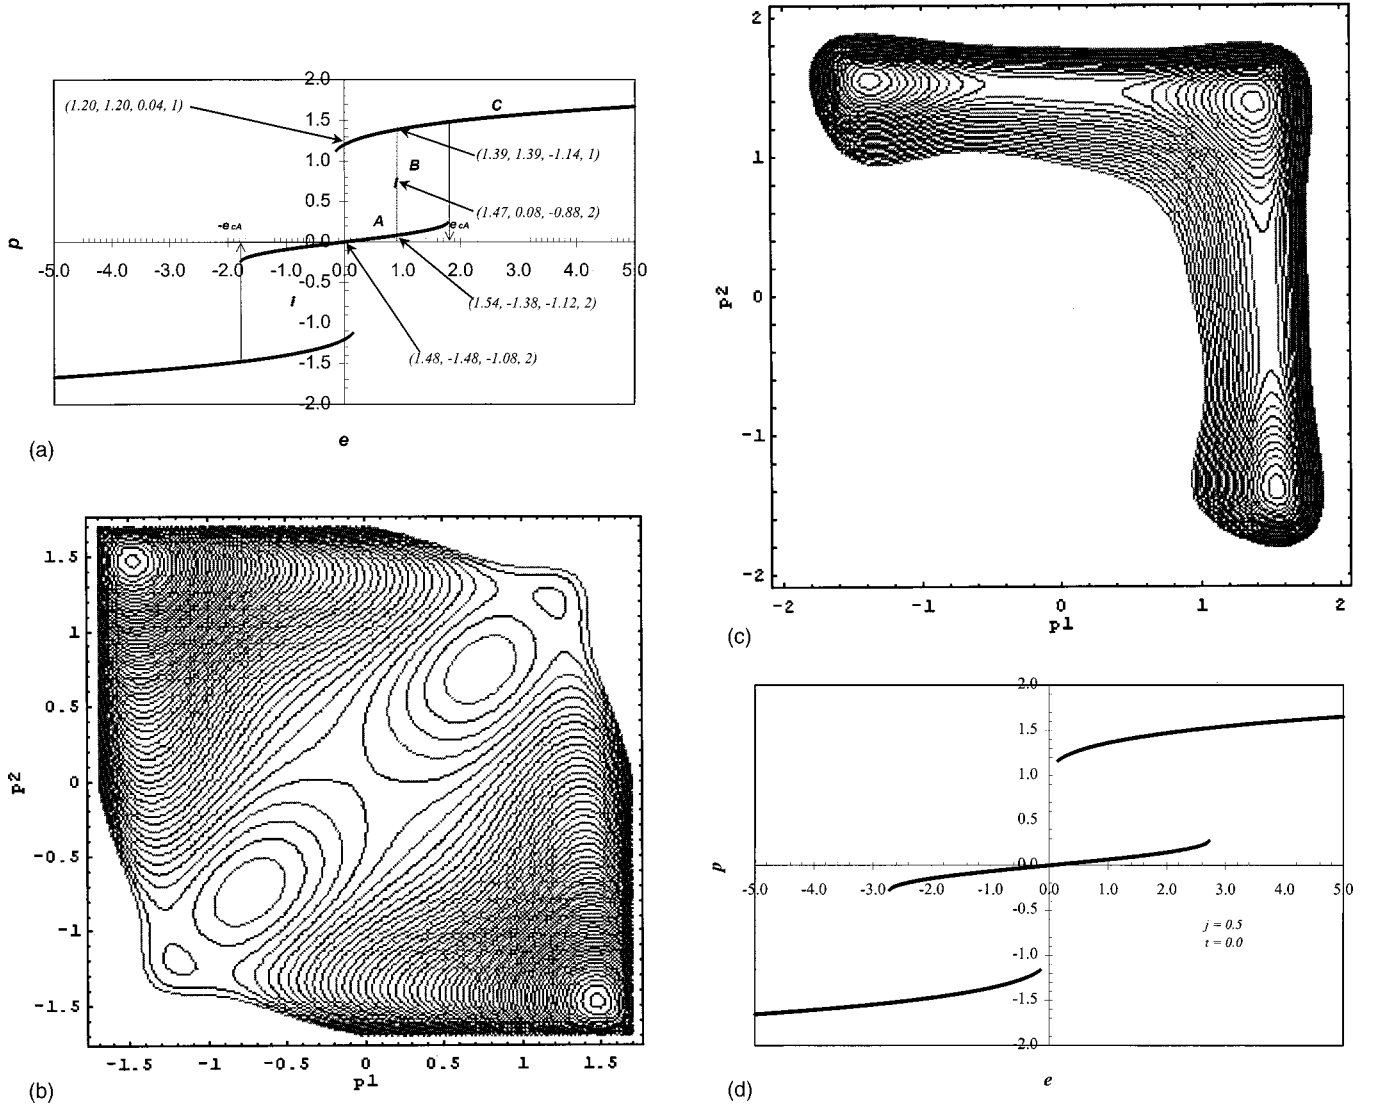 2.0
(1.20, 1.20, 0.04, 1)
C
1.5
(1.39, 1.39, -1.14, 1)
1.0
B
i
0.5
(1.47, 0.08, -0.88, 2)
A
-e cA
e cA
0.0
p
-5.0 -4.0 -3.0 -2.0 -1.0 0.0 1.0 2.0 3.0 4.0 5.0
-0.5
i
(1.54, -1.38, -1.12, 2)
-1.0
(1.48, -1.48, -1.08, 2)
-1.5
-2.0
e
(a)
1.5
1
0.5
p2
0
-0.5
-1
-1.5
-1.5 -1 -0.5 0 0.5 1 1.5
p1
(b)
2
1
p2
0
-1
-2
-2 -1 0 1 2
p1
(c)
2.0
1.5
1.0
0.5
p
0.0
-5.0 -4.0 -3.0 -2.0 -1.0 0.0 1.0 2.0 3.0 4.0 5.0
-0.5
j = 0.5
t = 0.0
-1.0
-1.5
-2.0
e
(d)